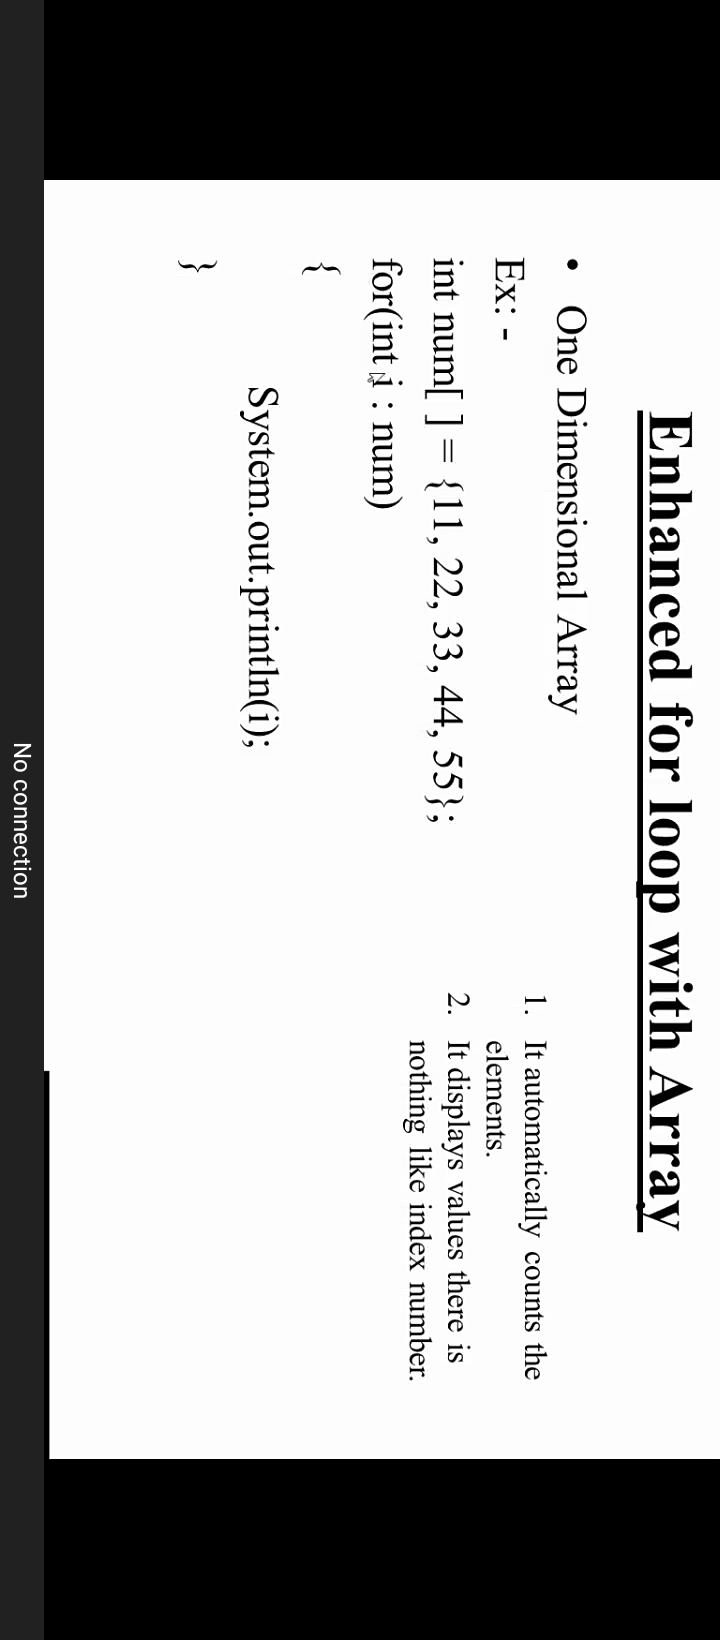 Enhanced for loop with Array
• One Dimensional Array
Ex: -
int num[ ] = {11, 22, 33, 44, 55};
for(int i : num)
{
System.out.println(i);
}
1. It automatically counts the
elements.
2. It displays values there is
nothing like index number.
No connection